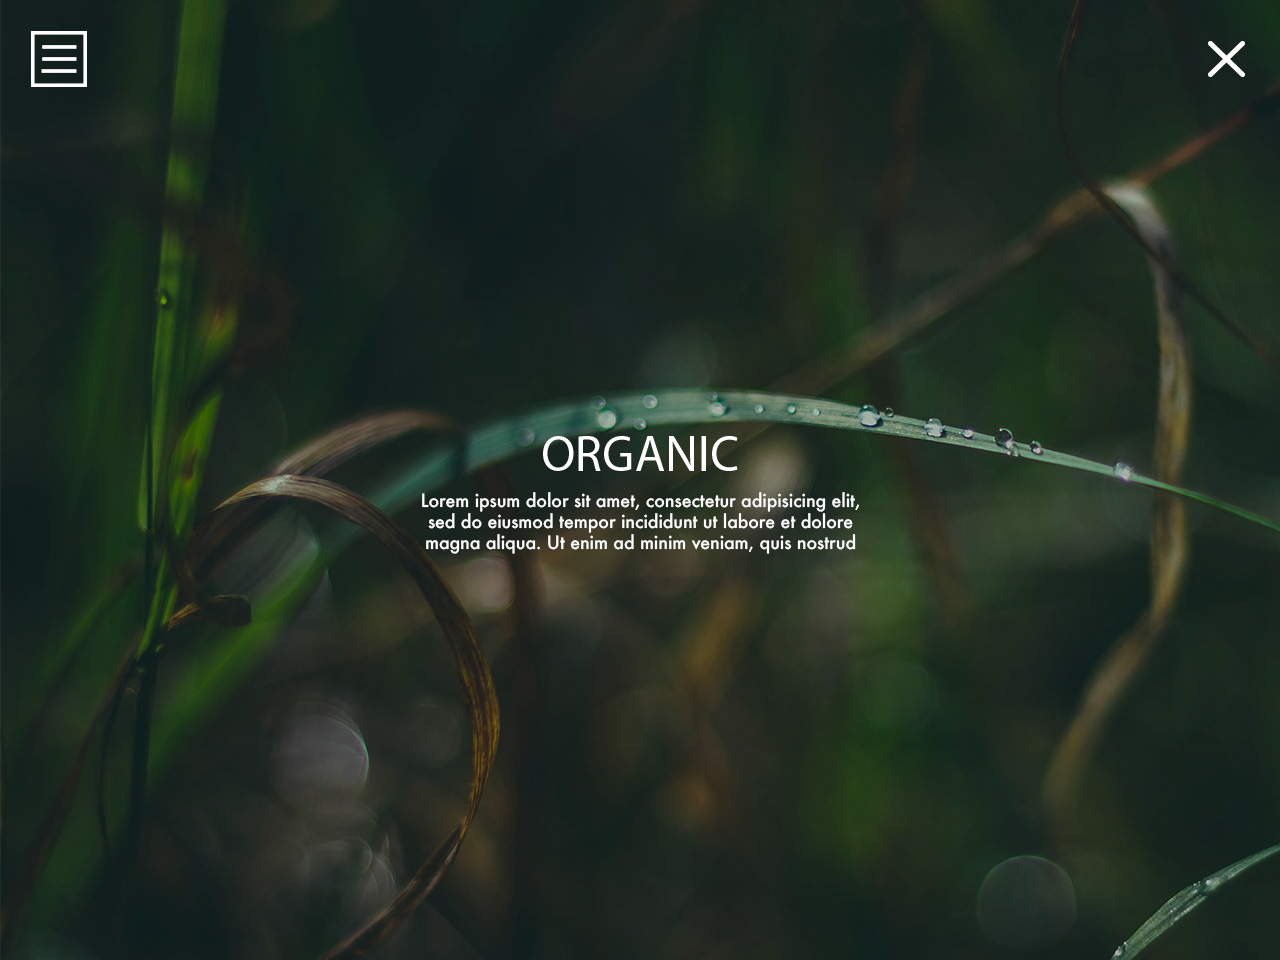 ORGANIC
Lorem ipsum dolor sit amet, consectetur adipisicing elit,
sed do eiusmod tempor incididunt ut labore et dolore
magna aliqua. Ut enim ad minim veniam, quis nostrud